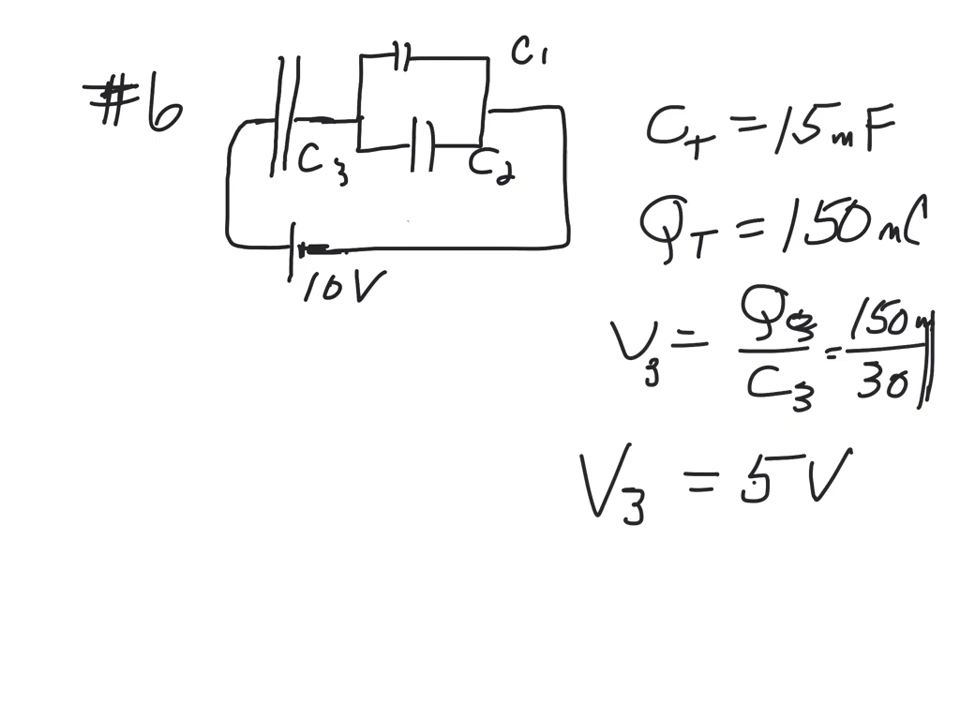 #6
C1
C3
C2
10V
CT = 15mF
QT = 150mC
V3 = Q3/C3 = 150m/30
V3 = 5V